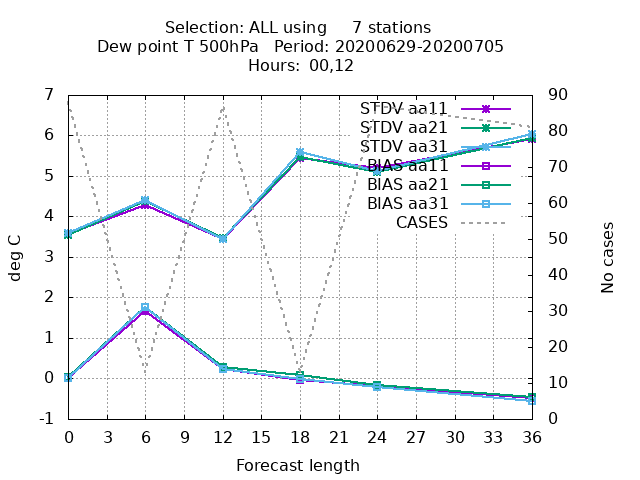 Selection: ALL using     7 stations
Dew point T 500hPa   Period: 20200629-20200705
Hours: 00,12
7
6
5
4
3
2
1
0
-1
deg C
90
80
70
60
50
40
30
20
10
0
No cases
STDV aa11
STDV aa21
STDV aa31
BIAS aa11
BIAS aa21
BIAS aa31
CASES
0 3 6 9 12 15 18 21 24 27 30 33 36
Forecast length